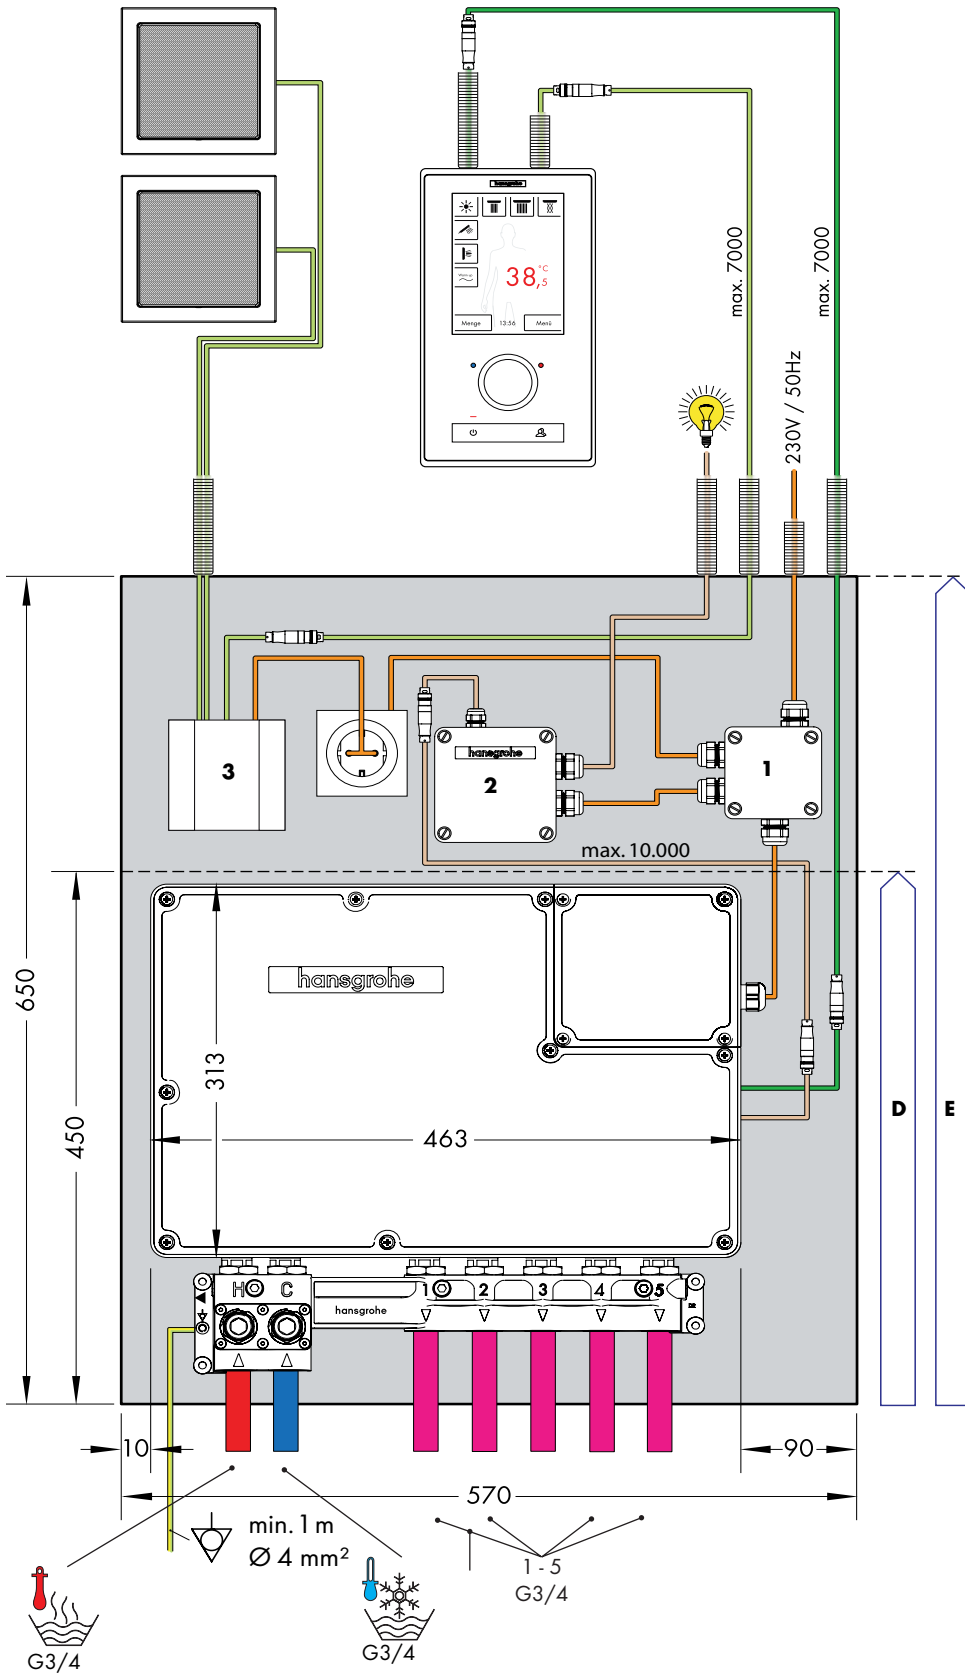 hansgrohe
Warm up
38,5 °C
Menge
13:56
Menü
max. 7000
max. 7000
230V / 50Hz
3
hansgrohe
2
1
max. 10.000
650
450
hansgrohe
313
463
D
E
H
C
hansgrohe
1
2
3
4
5
10
90
570
min. 1 m
Ø 4 mm²
1 - 5
G3/4
G3/4
G3/4